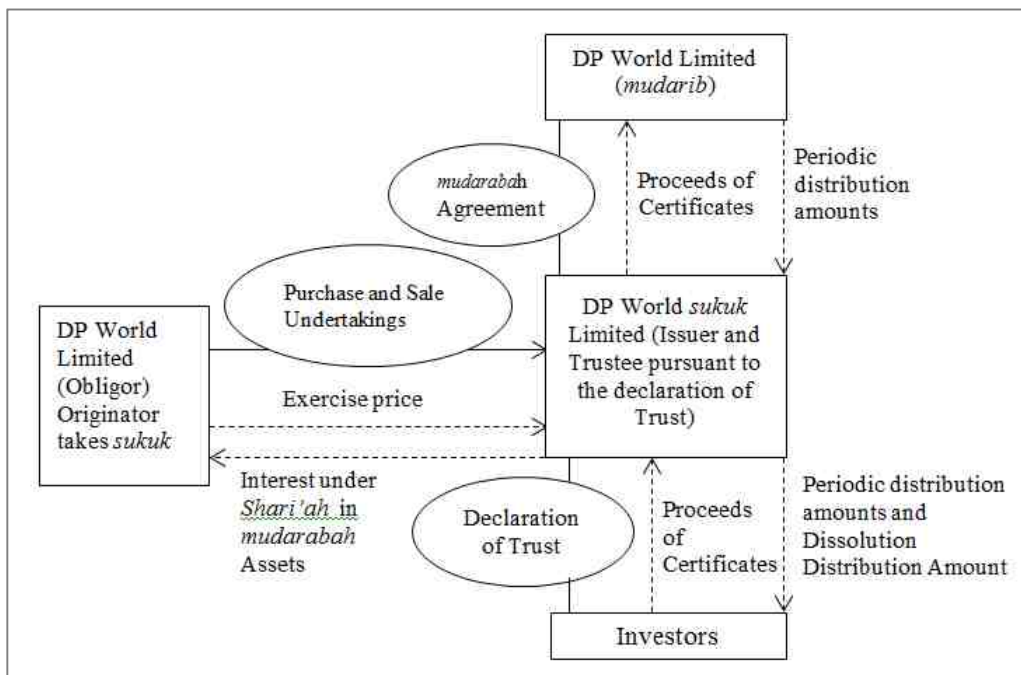 DP World Limited
(mudarib)
mudarabah
Agreement
Proceeds of
Certificates
Periodic
distribution
amounts
Purchase and Sale
Undertakings
DP World
Limited
(Obligor)
Originator
takes sukuk
DP World sukuk
Limited (Issuer and
Trustee pursuant to
the declaration of
Trust)
Exercise price
Interest under
Shari’ah in
mudarabah
Assets
Declaration
of Trust
Proceeds
of
Certificates
Periodic distribution
amounts and
Dissolution
Distribution Amount
Investors